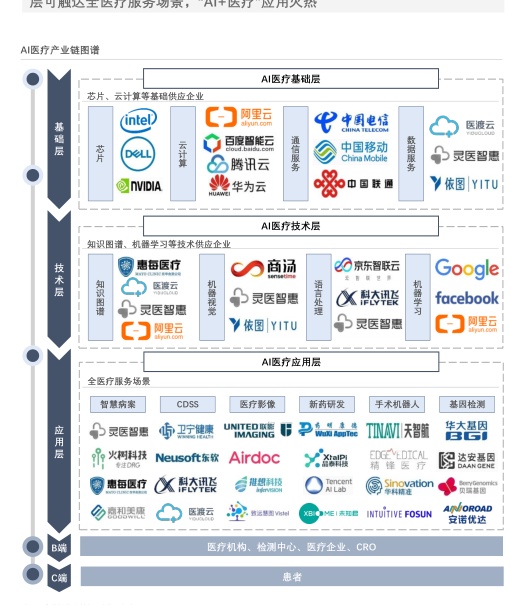 层可触达全医疗服务场景，“AI+医疗”应用火热
AI医疗产业链图谱
基础层
AI医疗基础层
芯片、云计算等基础供应企业
芯片
intel
DELL
NVIDIA
云计算
阿里云
aliyun.com
百度智能云
cloud.baidu.com
腾讯云
HUAWEI 华为云
通信服务
中国电信
CHINA TELECOM
中国移动
China Mobile
中国联通
数据服务
医渡云
YIDUCLOUD
灵医智惠
依图 YITU
技术层
AI医疗技术层
知识图谱、机器学习等技术供应企业
知识图谱
惠每医疗
医渡云
YIDUCLOUD
灵医智惠
阿里云
aliyun.com
机器视觉
商汤
sensetime
灵医智惠
依图 YITU
语言处理
京东智联云
科大讯飞
iFLYTEK
灵医智惠
机器学习
Google
facebook
阿里云
aliyun.com
应用层
AI医疗应用层
全医疗服务场景
智慧病案 CDSS 医疗影像 新药研发 手术机器人 基因检测
灵医智惠
卫宁健康
WINNING HEALTH
UNITED 联影
IMAGING
药明康德
WuXi AppTec
TINAVI 天智航
华大基因
BGI
火树科技
专注DRG
Neusoft 东软
Airdoc
XtalPi
晶泰科技
EDGE MEDICAL
精锋医疗
达安基因
DAAN GENE
惠每医疗
科大讯飞
iFLYTEK
推想科技
infervision
Tencent
AI Lab
Sinovation
华科精准
BerryGenomics
贝瑞基因
嘉和美康
GOODWILL
医渡云
YIDUCLOUD
致远慧图 Vistel
INTUITIVE FOSUN
ANNOROAD
安诺优达
B端
医疗机构、检测中心、医疗企业、CRO
C端
患者